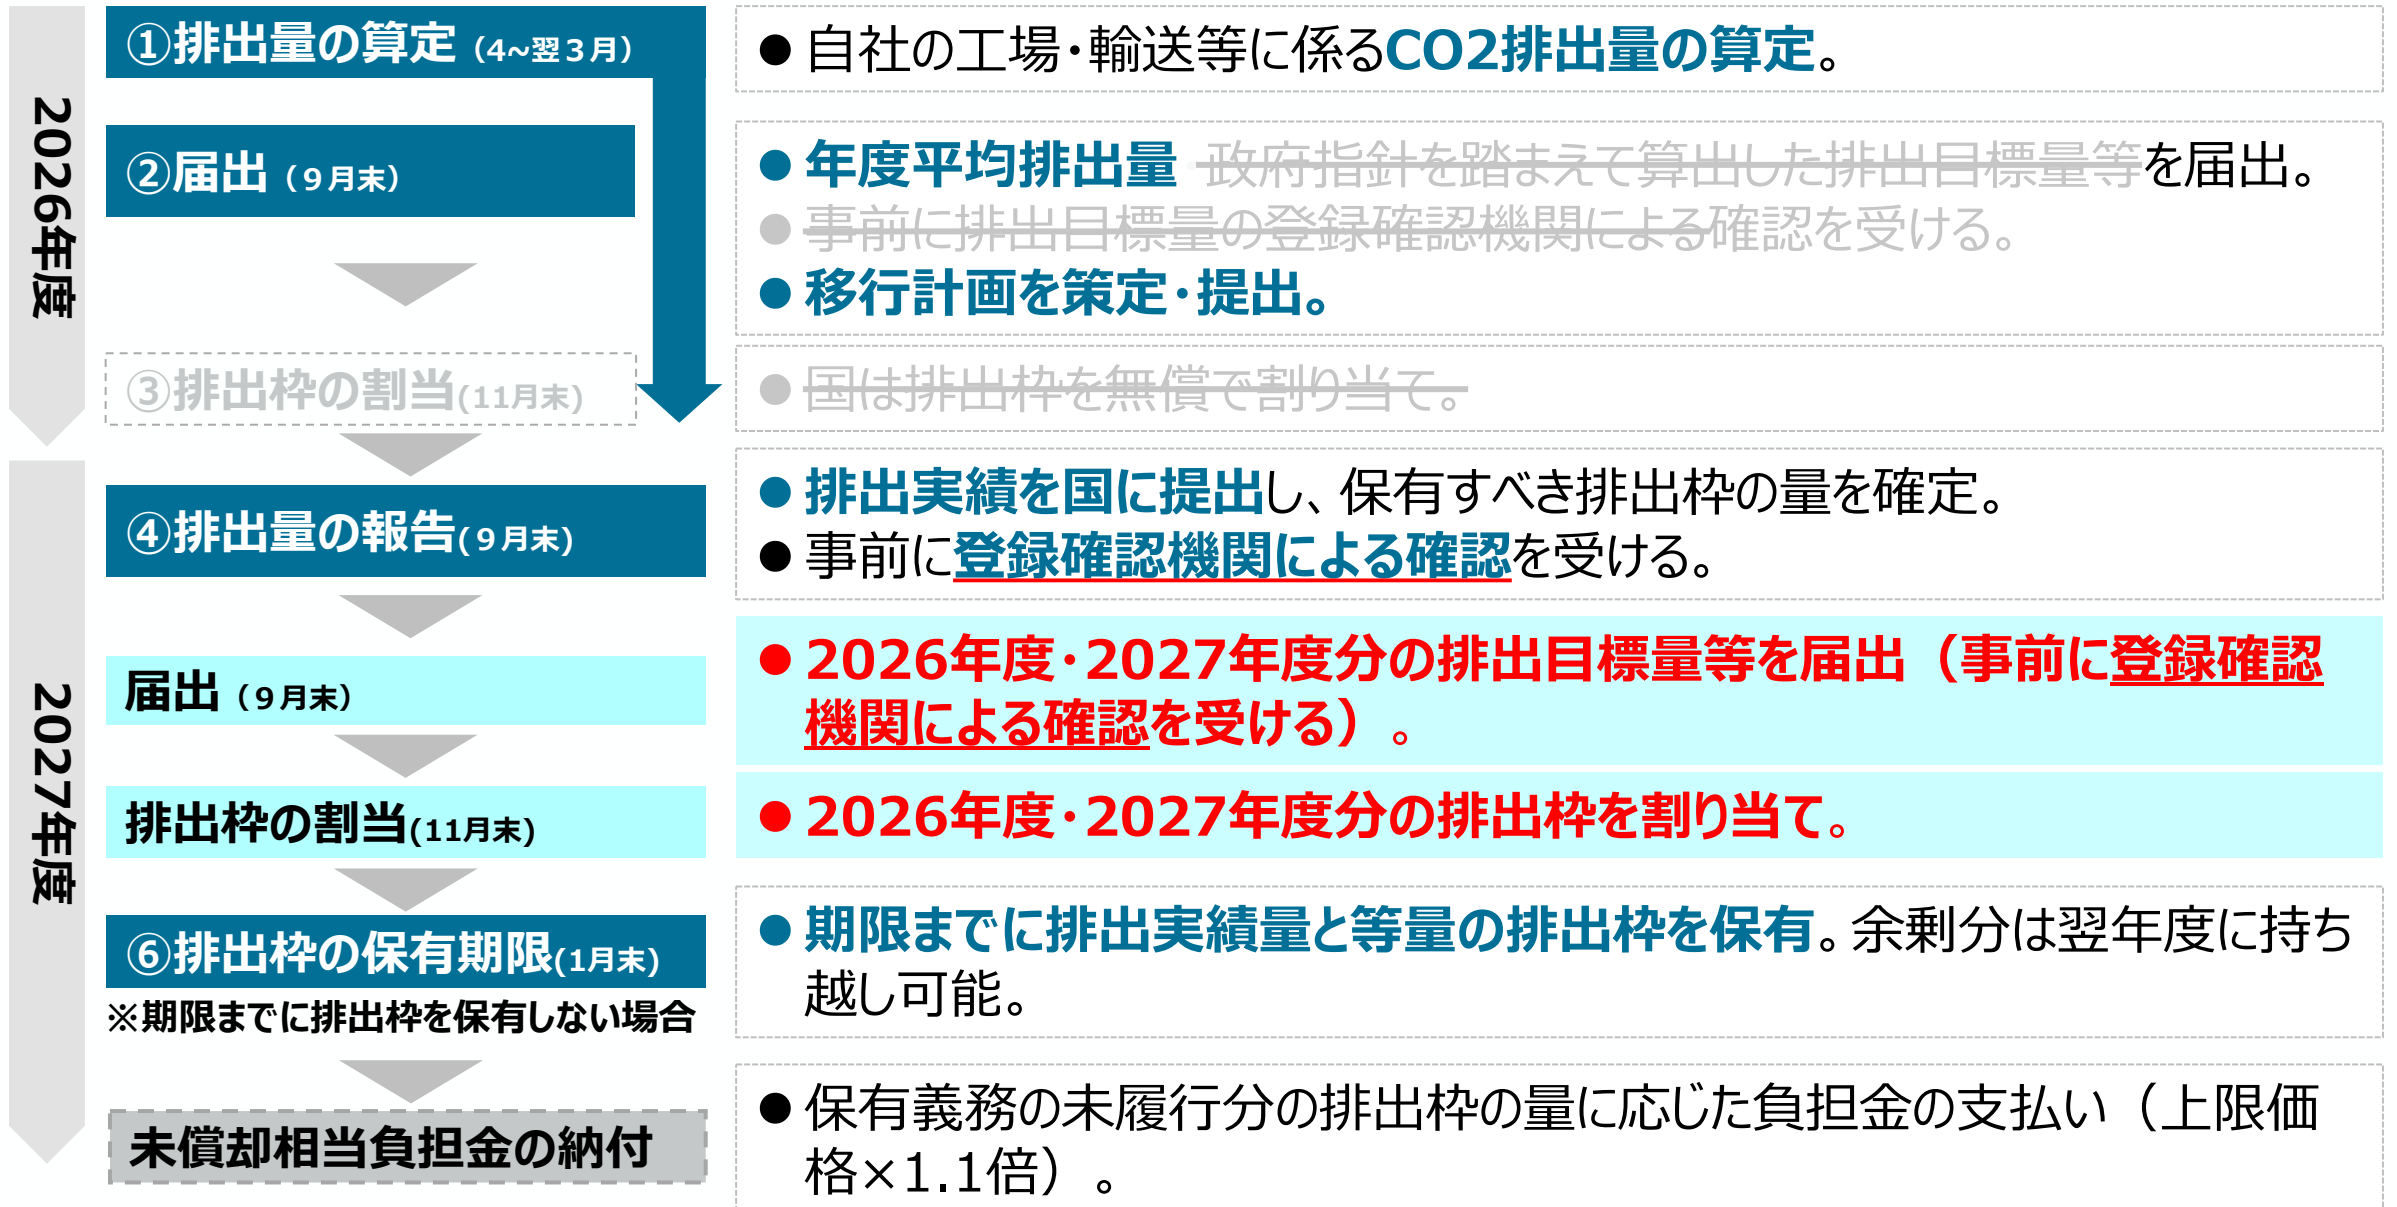 2026年度
①排出量の算定（4~翌３月）
●自社の工場・輸送等に係るCO2排出量の算定。
②届出（９月末）
●年度平均排出量 政府指針を踏まえて算出した排出目標量等を届出。
●事前に排出目標量の登録確認機関による確認を受ける。
●移行計画を策定・提出。
③排出枠の割当(11月末)
●国は排出枠を無償で割り当て。
2027年度
④排出量の報告(９月末)
●排出実績を国に提出し、保有すべき排出枠の量を確定。
●事前に登録確認機関による確認を受ける。
届出（９月末）
●2026年度・2027年度分の排出目標量等を届出（事前に登録確認
機関による確認を受ける）。
排出枠の割当(11月末)
●2026年度・2027年度分の排出枠を割り当て。
⑥排出枠の保有期限(1月末)
※期限までに排出枠を保有しない場合
●期限までに排出実績量と等量の排出枠を保有。余剰分は翌年度に持ち
越し可能。
未償却相当負担金の納付
●保有義務の未履行分の排出枠の量に応じた負担金の支払い（上限価
格×1.1倍）。